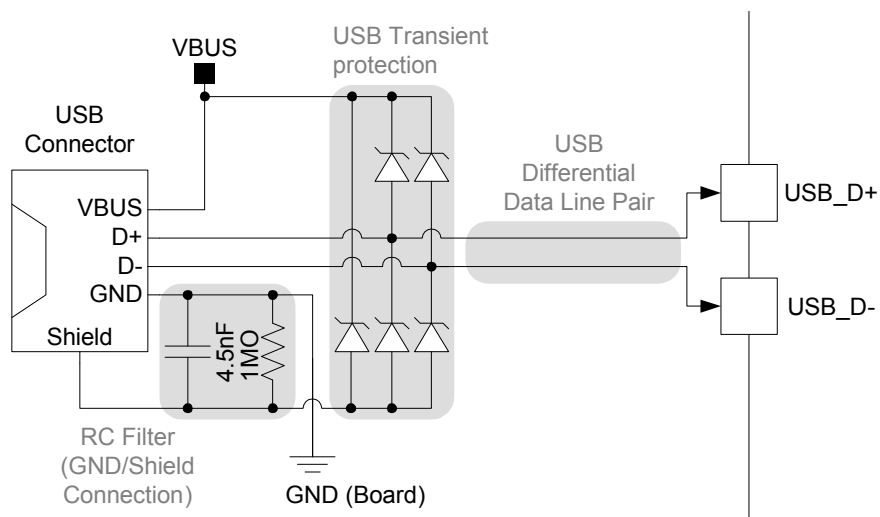 VBUS
USB Transient
protection
USB
Connector
USB
Differential
Data Line Pair
VBUS
D+
D-
GND
Shield
USB_D+
USB_D-
4.5nF
1MO
RC Filter
(GND/Shield
Connection)
GND (Board)